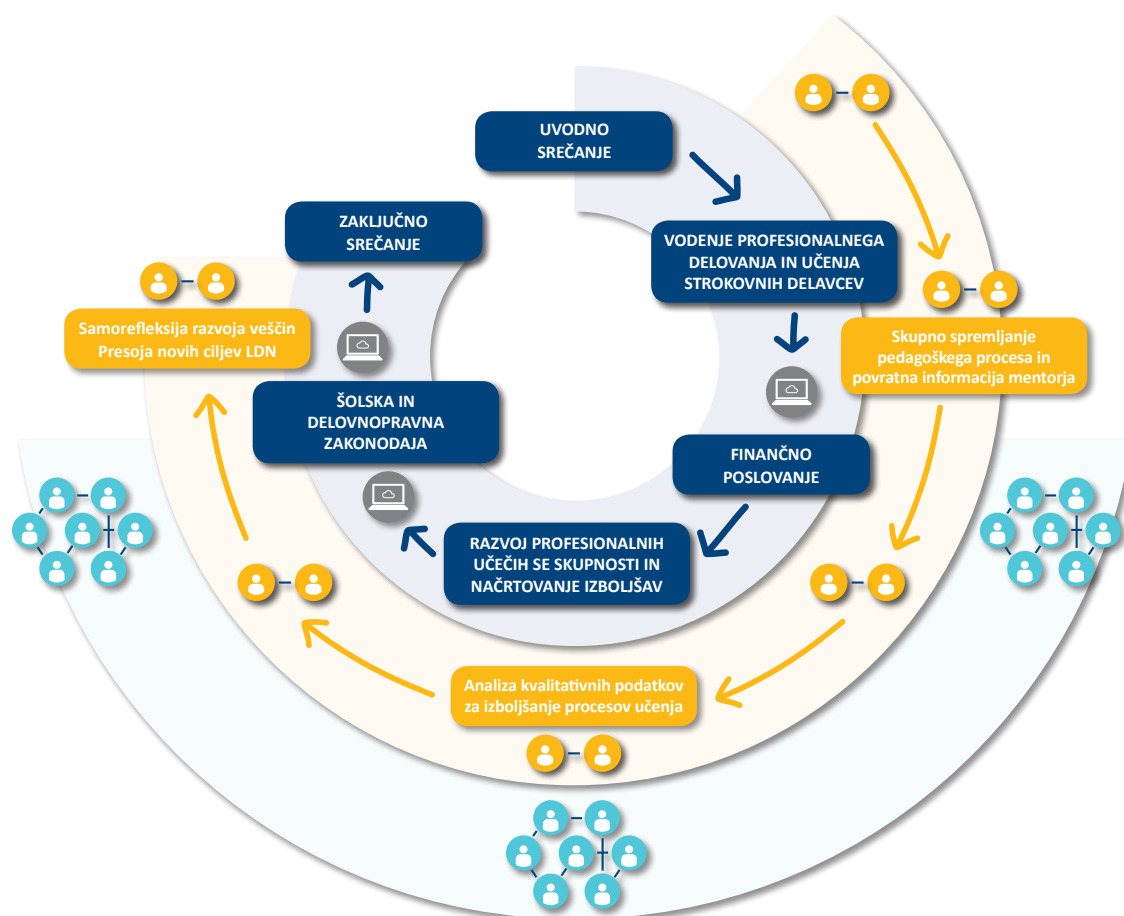 UVODNO
SREČANJE
VODENJE PROFESIONALNEGA
DELOVANJA IN UČENJA
STROKOVNIH DELAVCEV
FINANČNO
POSLOVANJE
RAZVOJ PROFESIONALNIH
UČEČIH SE SKUPNOSTI IN
NAČRTOVANJE IZBOLJŠAV
ŠOLSKA IN
DELOVNOPRAVNA
ZAKONODAJA
ZAKLJUČNO
SREČANJE
Skupno spremljanje
pedagoškega procesa in
povratna informacija mentorja
Analiza kvalitativnih podatkov
za izboljšanje procesov učenja
Samorefleksija razvoja veščin
Presoja novih ciljev LDN